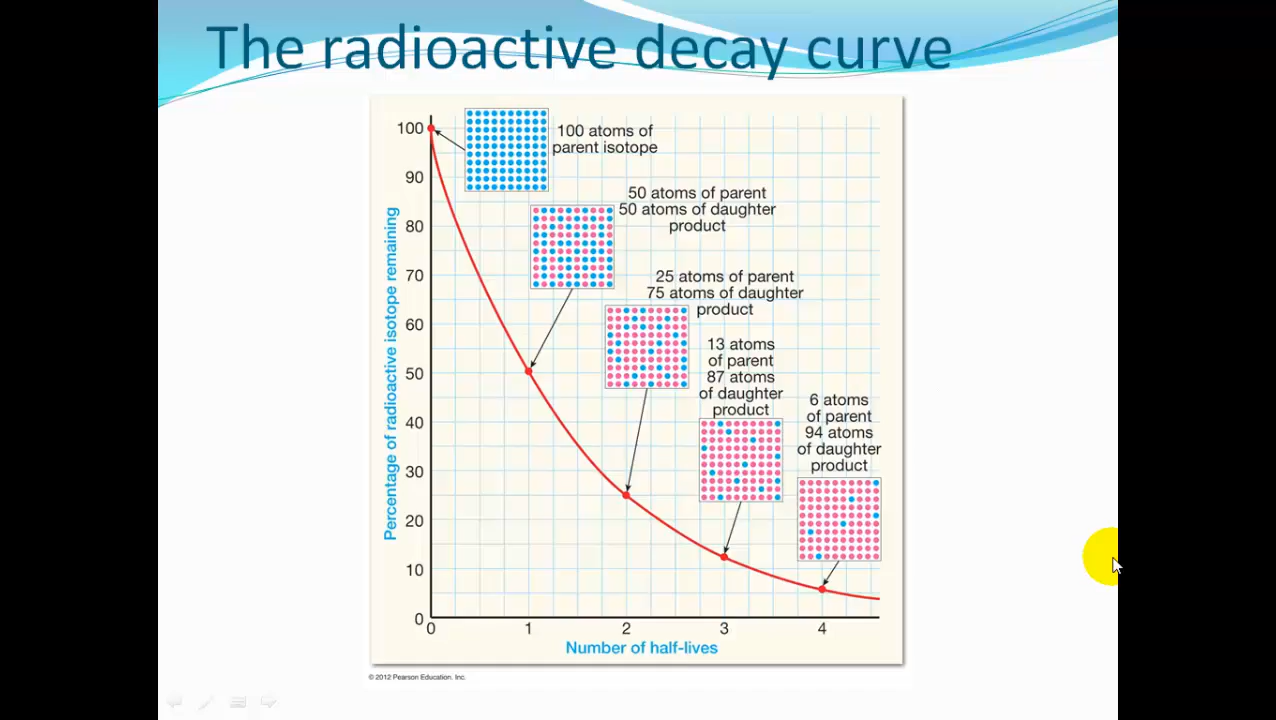 The radioactive decay curve
100 atoms of
parent isotope
50 atoms of parent
50 atoms of daughter
product
25 atoms of parent
75 atoms of daughter
product
13 atoms
of parent
87 atoms
of daughter
product
6 atoms
of parent
94 atoms
of daughter
product
Percentage of radioactive isotope remaining
100
90
80
70
60
50
40
30
20
10
0
0 1 2 3 4
Number of half-lives
© 2012 Pearson Education, Inc.